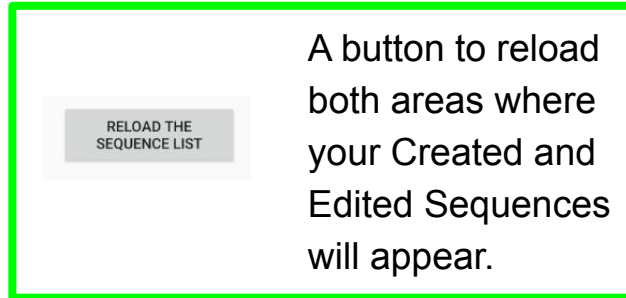 RELOAD THE
SEQUENCE LIST
A button to reload
both areas where
your Created and
Edited Sequences
will appear.